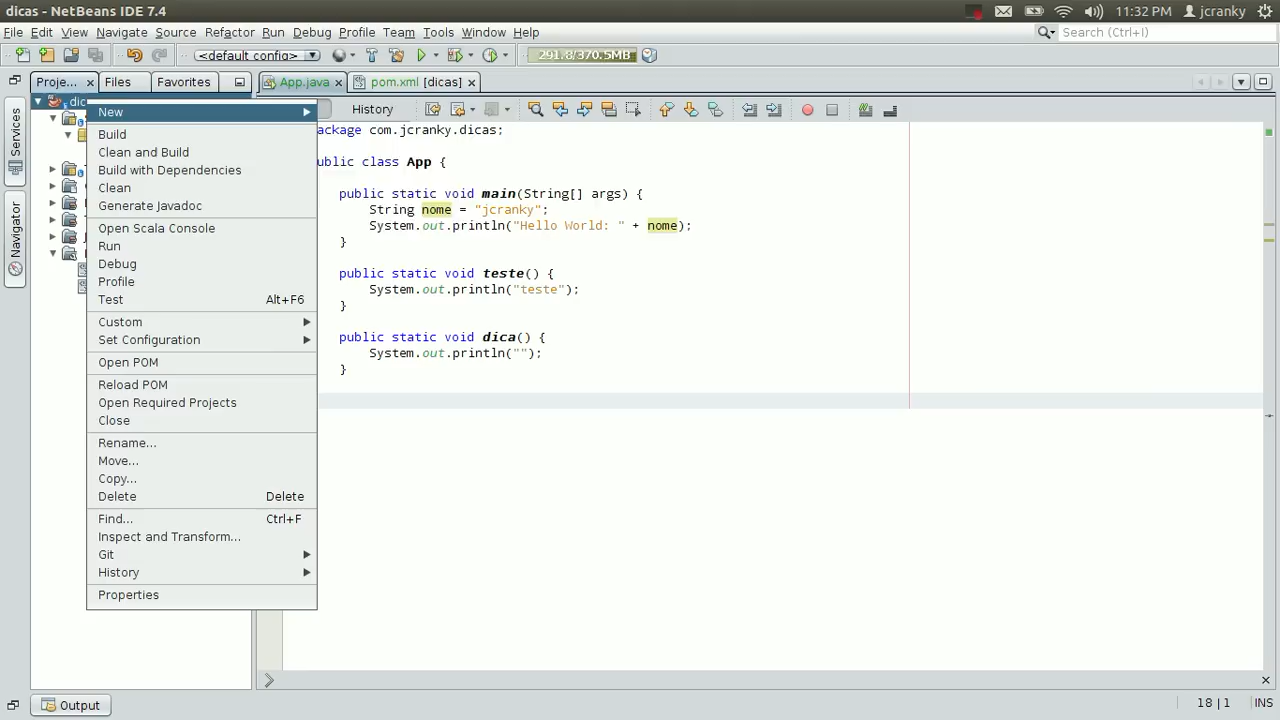 dicas - NetBeans IDE 7.4
11:32 PM
jcranky
File Edit View Navigate Source Refactor Run Debug Profile Team Tools Window Help
Search (Ctrl+I)
<default config>
291.8/370.5MB
Proje...
Files
Favorites
App.java
pom.xml [dicas]
History
Services
Navigator
New
Build
Clean and Build
Build with Dependencies
Clean
Generate Javadoc
Open Scala Console
Run
Debug
Profile
Test Alt+F6
Custom
Set Configuration
Open POM
Reload POM
Open Required Projects
Close
Rename...
Move...
Copy...
Delete Delete
Find... Ctrl+F
Inspect and Transform...
Git
History
Properties
ackage com.jcranky.dicas;
ublic class App {
public static void main(String[] args) {
String nome = "jcranky";
System.out.println("Hello World: " + nome);
}
public static void teste() {
System.out.println("teste");
}
public static void dica() {
System.out.println("");
}
Output
18 | 1
INS